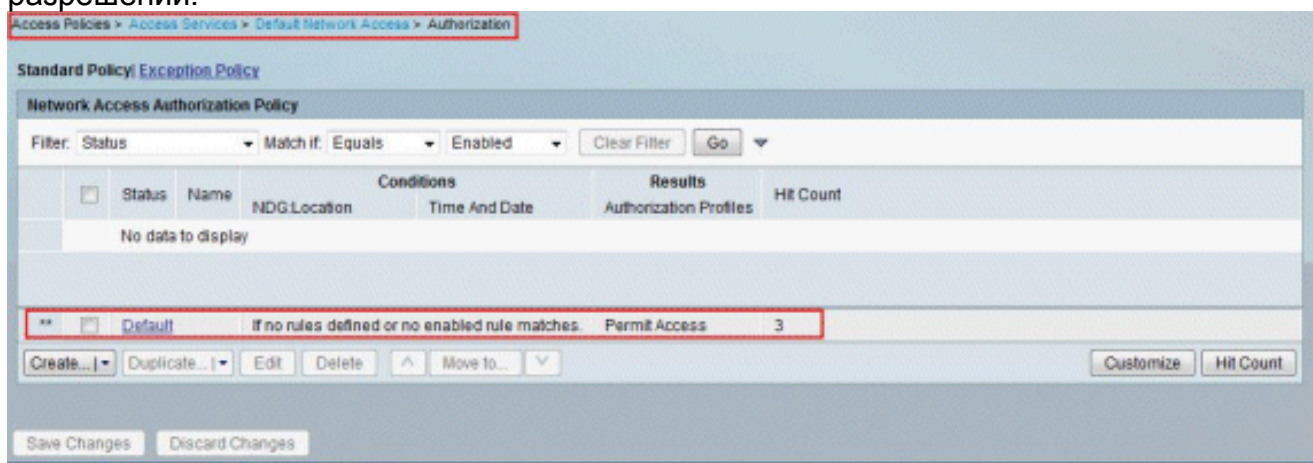 разрешений.
Access Policies > Access Services > Default Network Access > Authorization
Standard Policy| Exception Policy
Network Access Authorization Policy
Filter: Status Match if: Equals Enabled Clear Filter Go
Conditions Results
Status Name NDG:Location Time And Date Authorization Profiles Hit Count
No data to display
** Default If no rules defined or no enabled rule matches. Permit Access 3
Create...| Duplicate...| Edit Delete ^ Move to... Customize Hit Count
Save Changes Discard Changes